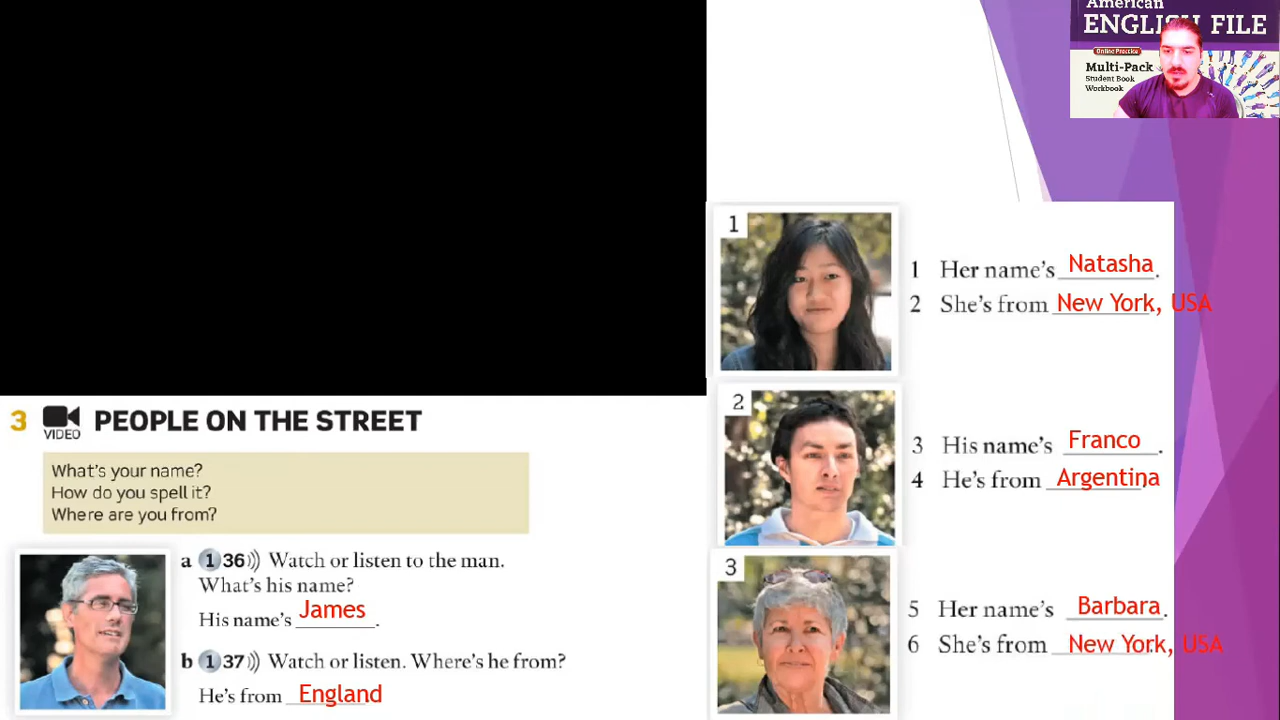 American
ENGLISH FILE
Online Practice
Multi-Pack
Student Book
Workbook
3 VIDEO PEOPLE ON THE STREET
What's your name?
How do you spell it?
Where are you from?
a 1 36))) Watch or listen to the man.
What's his name?
His name's James.
b 1 37))) Watch or listen. Where's he from?
He's from England
1
1 Her name's Natasha.
2 She's from New York, USA
2
3 His name's Franco.
4 He's from Argentina.
3
5 Her name's Barbara.
6 She's from New York, USA